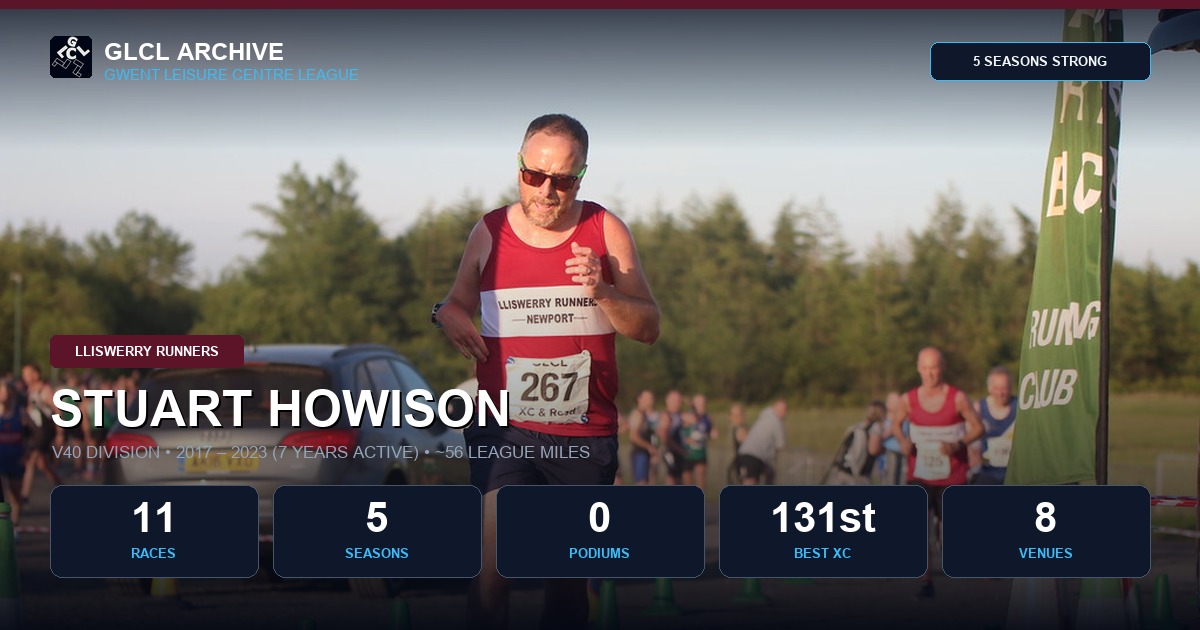 GLCL ARCHIVE
GWENT LEISURE CENTRE LEAGUE
5 SEASONS STRONG
LLISWERRY RUNNERS
NEWPORT
GLCL
267
XC & Road
RUNNING
CLUB
LLISWERRY RUNNERS
STUART HOWISON
V40 DIVISION • 2017 – 2023 (7 YEARS ACTIVE) • ~56 LEAGUE MILES
11
RACES
5
SEASONS
0
PODIUMS
131st
BEST XC
8
VENUES